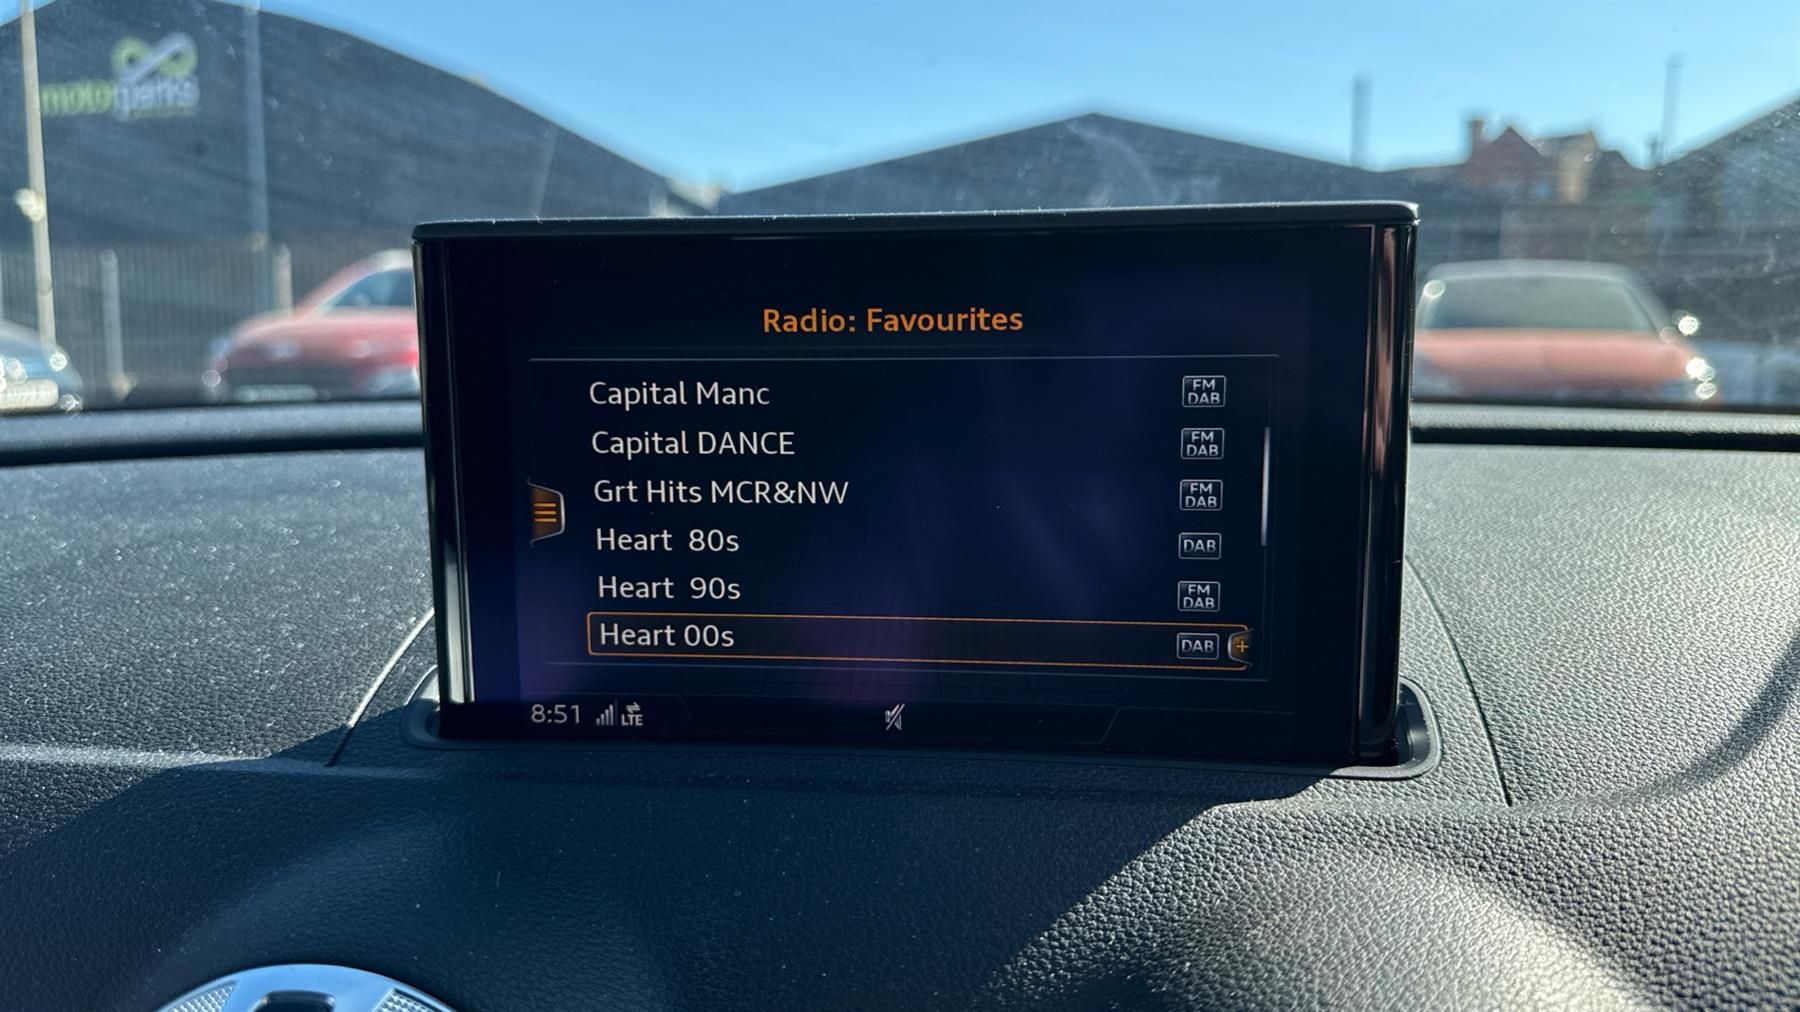 motorparks
Radio: Favourites
Capital Manc FM DAB
Capital DANCE FM DAB
Grt Hits MCR&NW FM DAB
Heart 80s DAB
Heart 90s FM DAB
Heart 00s DAB +
8:51 LTE